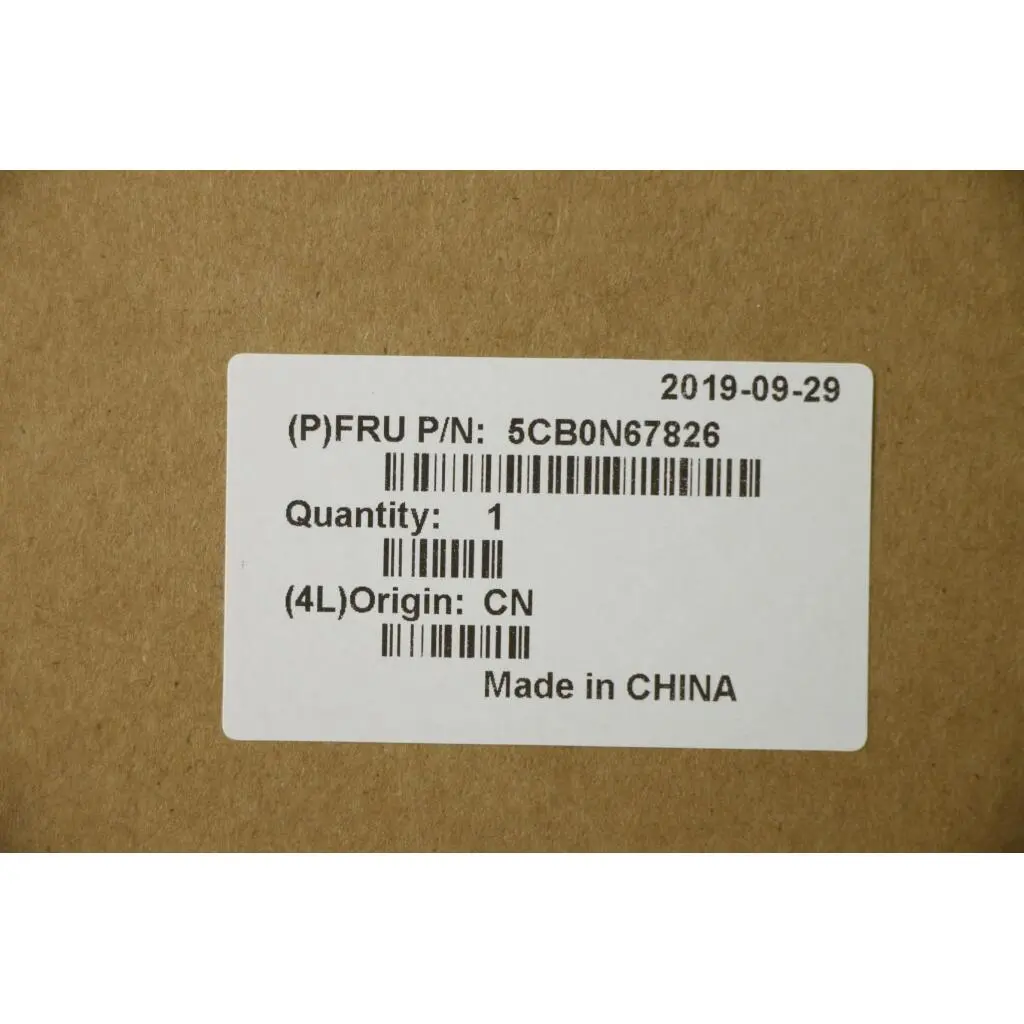 2019-09-29
(P)FRU P/N: 5CB0N67826
Quantity: 1
(4L)Origin: CN
Made in CHINA